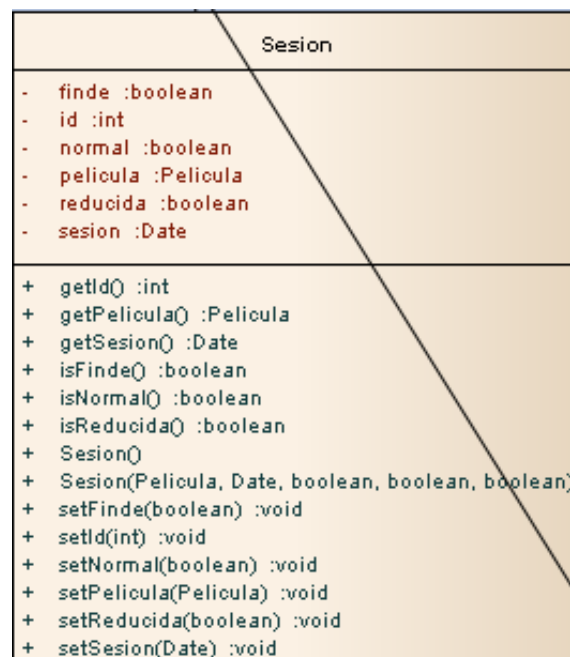 Sesion
- finde :boolean
- id :int
- normal :boolean
- pelicula :Pelicula
- reducida :boolean
- sesion :Date
+ getId() :int
+ getPelicula() :Pelicula
+ getSesion() :Date
+ isFinde() :boolean
+ isNormal() :boolean
+ isReducida() :boolean
+ Sesion()
+ Sesion(Pelicula, Date, boolean, boolean, boolean)
+ setFinde(boolean) :void
+ setId(int) :void
+ setNormal(boolean) :void
+ setPelicula(Pelicula) :void
+ setReducida(boolean) :void
+ setSesion(Date) :void